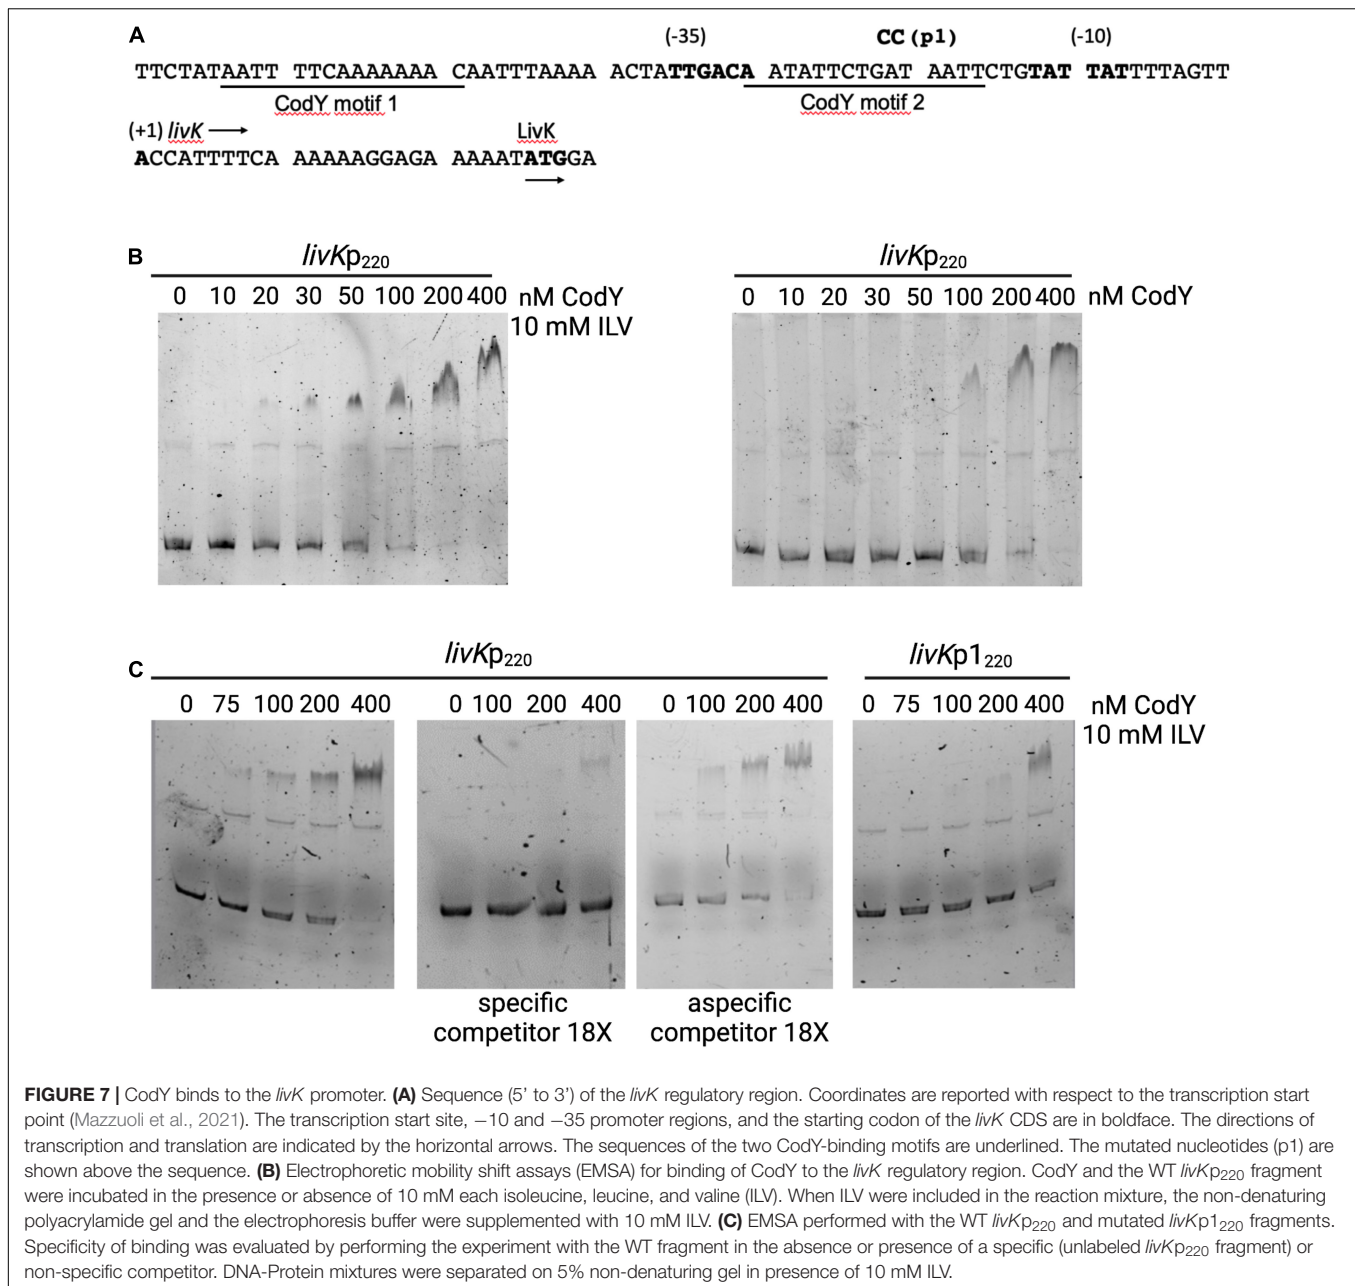 A
(-35) CC (p1) (-10)
TTCTATAATT TTCAAAAAAA CAATTTAAAA ACTATTGACA ATATTCTGAT AATTCTGTAT TATTTTAGTT
CodY motif 1 CodY motif 2
(+1) livK LivK
ACCATTTTCA AAAAAGGAGA AAAATATGGA
B
livKp220 livKp220
0 10 20 30 50 100 200 400 nM CodY 0 10 20 30 50 100 200 400 nM CodY
10 mM ILV
C
livKp220 livKp1220
0 75 100 200 400 0 100 200 400 0 100 200 400 0 75 100 200 400 nM CodY
10 mM ILV
specific aspecific
competitor 18X competitor 18X
FIGURE 7 | CodY binds to the livK promoter. (A) Sequence (5’ to 3’) of the livK regulatory region. Coordinates are reported with respect to the transcription start
point (Mazzuoli et al., 2021). The transcription start site, −10 and −35 promoter regions, and the starting codon of the livK CDS are in boldface. The directions of
transcription and translation are indicated by the horizontal arrows. The sequences of the two CodY-binding motifs are underlined. The mutated nucleotides (p1) are
shown above the sequence. (B) Electrophoretic mobility shift assays (EMSA) for binding of CodY to the livK regulatory region. CodY and the WT livKp220 fragment
were incubated in the presence or absence of 10 mM each isoleucine, leucine, and valine (ILV). When ILV were included in the reaction mixture, the non-denaturing
polyacrylamide gel and the electrophoresis buffer were supplemented with 10 mM ILV. (C) EMSA performed with the WT livKp220 and mutated livKp1220 fragments.
Specificity of binding was evaluated by performing the experiment with the WT fragment in the absence or presence of a specific (unlabeled livKp220 fragment) or
non-specific competitor. DNA-Protein mixtures were separated on 5% non-denaturing gel in presence of 10 mM ILV.